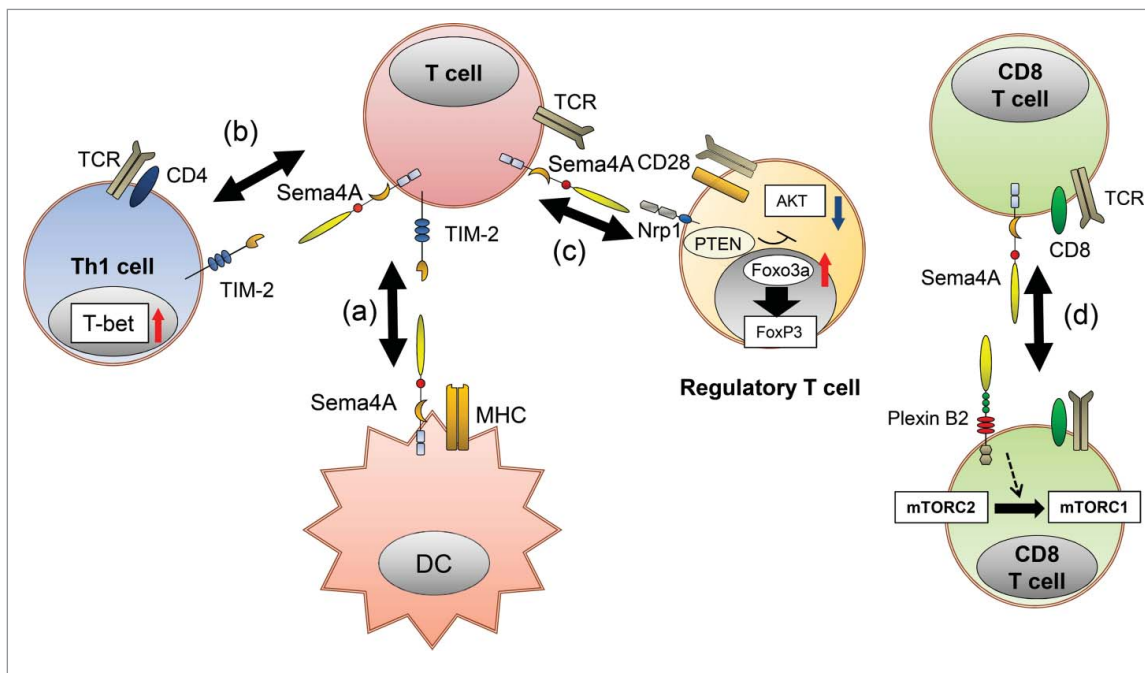 T cell
TCR
(b)
TCR
CD4
Sema4A
Th1 cell
TIM-2
T-bet
TIM-2
(a)
Sema4A
CD28
(c)
Nrp1
AKT
PTEN
Foxo3a
FoxP3
Regulatory T cell
Sema4A
MHC
DC
CD8
T cell
TCR
CD8
Sema4A
(d)
Plexin B2
mTORC2
mTORC1
CD8
T cell